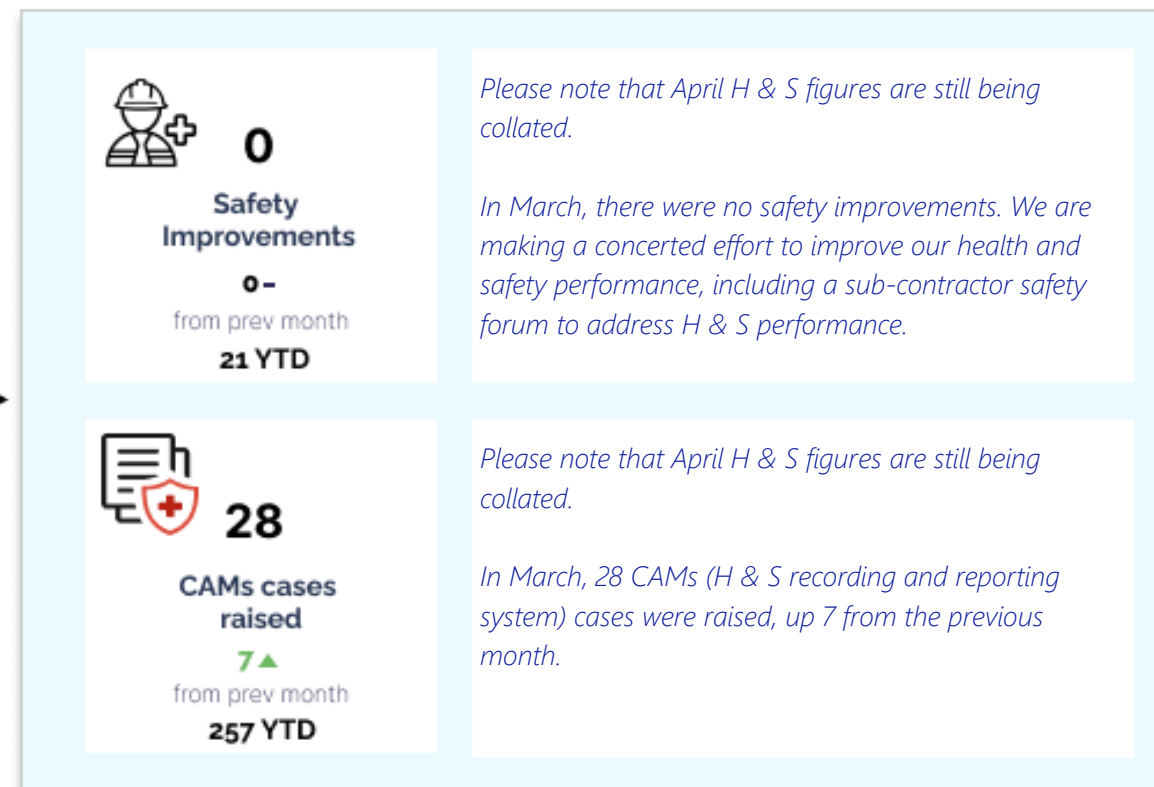 0
Safety
Improvements
0-
from prev month
21 YTD
Please note that April H & S figures are still being
collated.
In March, there were no safety improvements. We are
making a concerted effort to improve our health and
safety performance, including a sub-contractor safety
forum to address H & S performance.
28
CAMs cases
raised
7▲
from prev month
257 YTD
Please note that April H & S figures are still being
collated.
In March, 28 CAMs (H & S recording and reporting
system) cases were raised, up 7 from the previous
month.